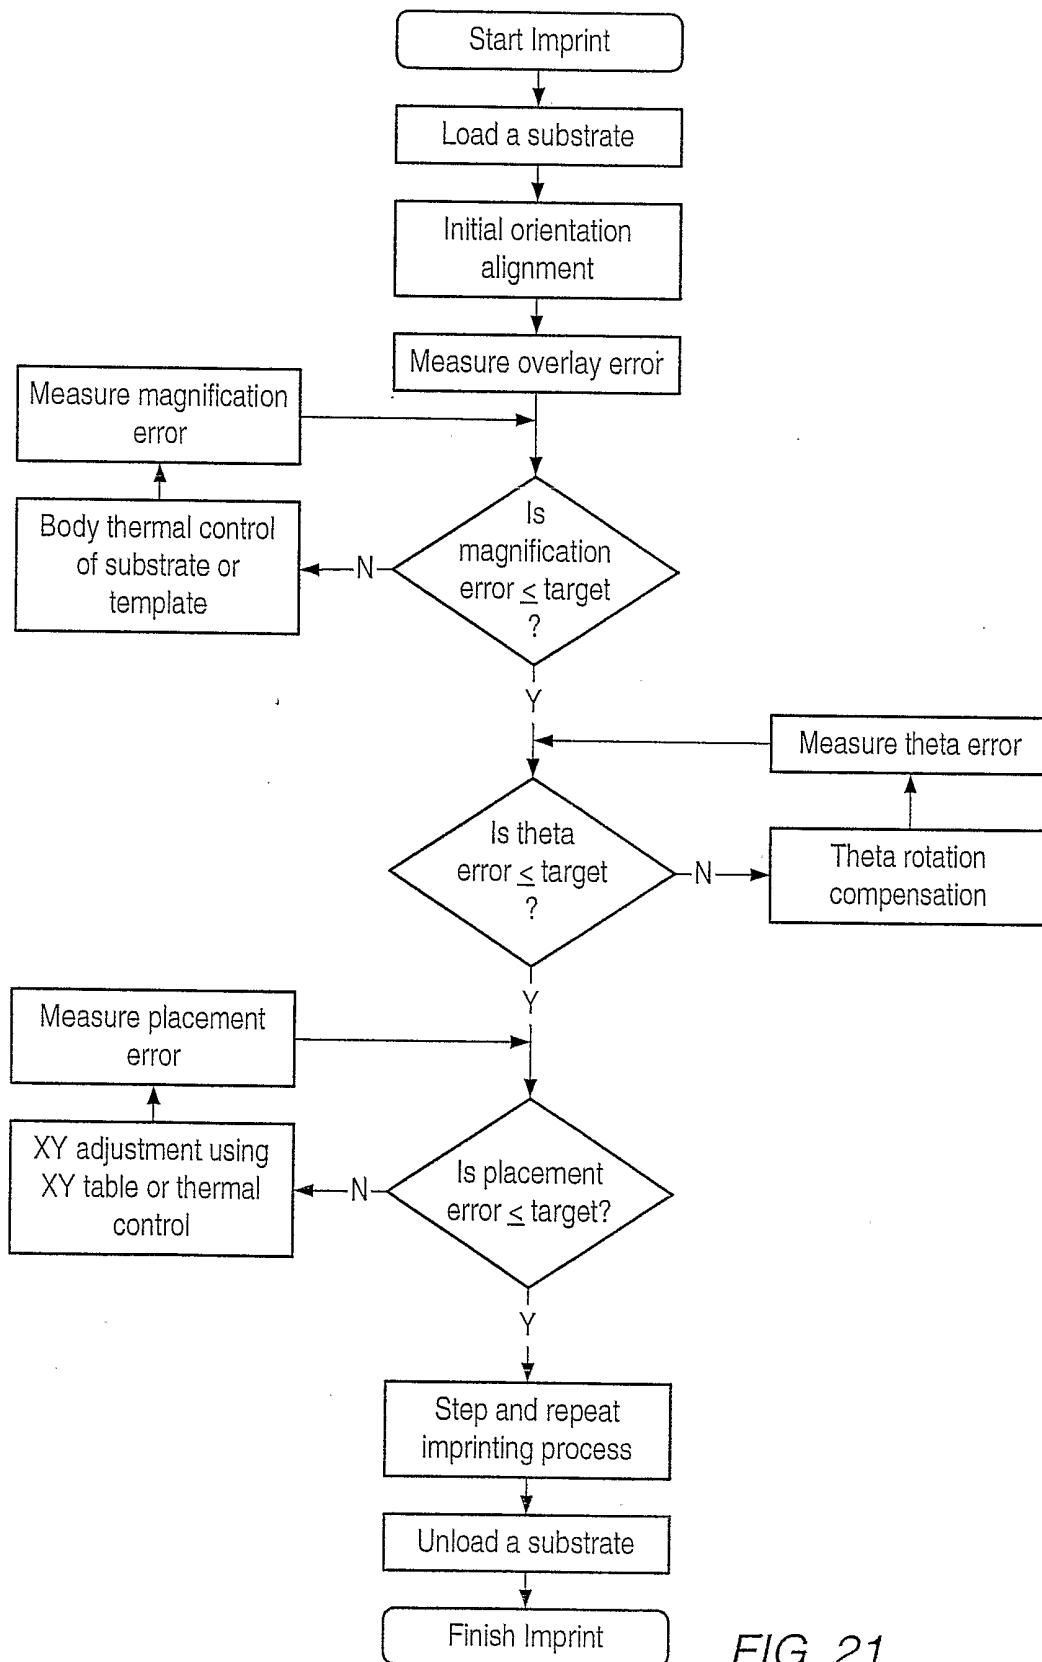 Start Imprint
Load a substrate
Initial orientation
alignment
Measure overlay error
Measure magnification
error
Body thermal control
of substrate or
template
N
Is
magnification
error ≤ target
?
Y
Measure theta error
Is theta
error ≤ target
?
N
Theta rotation
compensation
Y
Measure placement
error
XY adjustment using
XY table or thermal
control
N
Is placement
error ≤ target?
Y
Step and repeat
imprinting process
Unload a substrate
Finish Imprint
FIG. 21